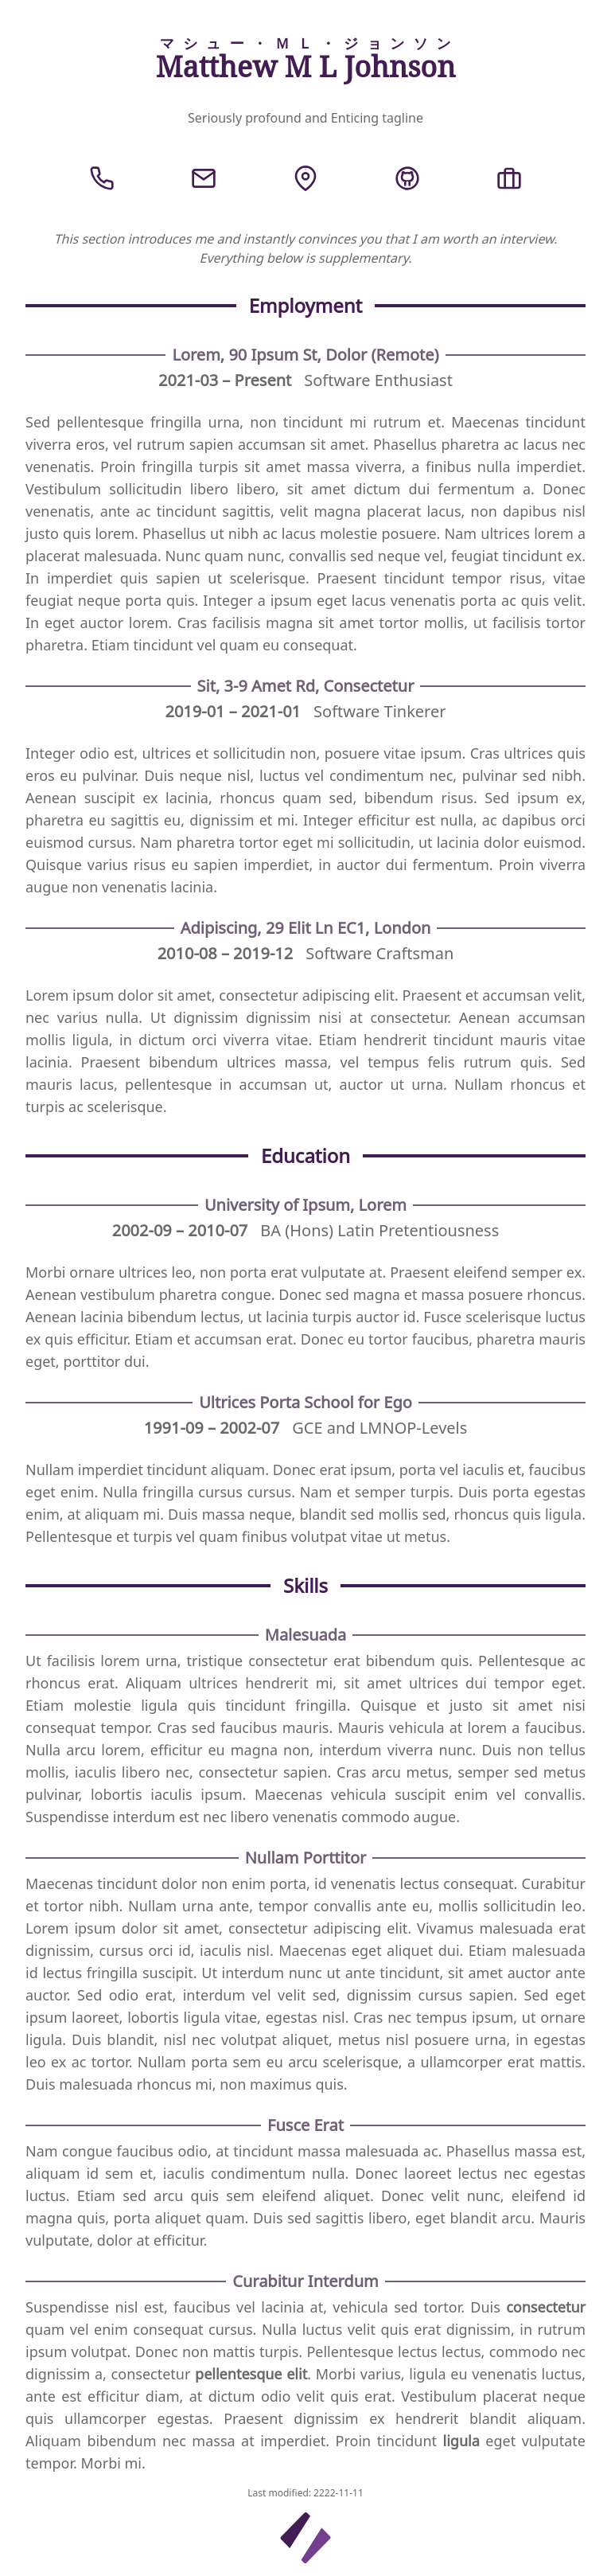 マシュー・ＭＬ・ジョンソン
Matthew M L Johnson
Seriously profound and Enticing tagline
This section introduces me and instantly convinces you that I am worth an interview.
Everything below is supplementary.
Employment
Lorem, 90 Ipsum St, Dolor (Remote)
2021-03 – Present Software Enthusiast
Sed pellentesque fringilla urna, non tincidunt mi rutrum et. Maecenas tincidunt
viverra eros, vel rutrum sapien accumsan sit amet. Phasellus pharetra ac lacus nec
venenatis. Proin fringilla turpis sit amet massa viverra, a finibus nulla imperdiet.
Vestibulum sollicitudin libero libero, sit amet dictum dui fermentum a. Donec
venenatis, ante ac tincidunt sagittis, velit magna placerat lacus, non dapibus nisl
justo quis lorem. Phasellus ut nibh ac lacus molestie posuere. Nam ultrices lorem a
placerat malesuada. Nunc quam nunc, convallis sed neque vel, feugiat tincidunt ex.
In imperdiet quis sapien ut scelerisque. Praesent tincidunt tempor risus, vitae
feugiat neque porta quis. Integer a ipsum eget lacus venenatis porta ac quis velit.
In eget auctor lorem. Cras facilisis magna sit amet tortor mollis, ut facilisis tortor
pharetra. Etiam tincidunt vel quam eu consequat.
Sit, 3-9 Amet Rd, Consectetur
2019-01 – 2021-01 Software Tinkerer
Integer odio est, ultrices et sollicitudin non, posuere vitae ipsum. Cras ultrices quis
eros eu pulvinar. Duis neque nisl, luctus vel condimentum nec, pulvinar sed nibh.
Aenean suscipit ex lacinia, rhoncus quam sed, bibendum risus. Sed ipsum ex,
pharetra eu sagittis eu, dignissim et mi. Integer efficitur est nulla, ac dapibus orci
euismod cursus. Nam pharetra tortor eget mi sollicitudin, ut lacinia dolor euismod.
Quisque varius risus eu sapien imperdiet, in auctor dui fermentum. Proin viverra
augue non venenatis lacinia.
Adipiscing, 29 Elit Ln EC1, London
2010-08 – 2019-12 Software Craftsman
Lorem ipsum dolor sit amet, consectetur adipiscing elit. Praesent et accumsan velit,
nec varius nulla. Ut dignissim dignissim nisi at consectetur. Aenean accumsan
mollis ligula, in dictum orci viverra vitae. Etiam hendrerit tincidunt mauris vitae
lacinia. Praesent bibendum ultrices massa, vel tempus felis rutrum quis. Sed
mauris lacus, pellentesque in accumsan ut, auctor ut urna. Nullam rhoncus et
turpis ac scelerisque.
Education
University of Ipsum, Lorem
2002-09 – 2010-07 BA (Hons) Latin Pretentiousness
Morbi ornare ultrices leo, non porta erat vulputate at. Praesent eleifend semper ex.
Aenean vestibulum pharetra congue. Donec sed magna et massa posuere rhoncus.
Aenean lacinia bibendum lectus, ut lacinia turpis auctor id. Fusce scelerisque luctus
ex quis efficitur. Etiam et accumsan erat. Donec eu tortor faucibus, pharetra mauris
eget, porttitor dui.
Ultrices Porta School for Ego
1991-09 – 2002-07 GCE and LMNOP-Levels
Nullam imperdiet tincidunt aliquam. Donec erat ipsum, porta vel iaculis et, faucibus
eget enim. Nulla fringilla cursus cursus. Nam et semper turpis. Duis porta egestas
enim, at aliquam mi. Duis massa neque, blandit sed mollis sed, rhoncus quis ligula.
Pellentesque et turpis vel quam finibus volutpat vitae ut metus.
Skills
Malesuada
Ut facilisis lorem urna, tristique consectetur erat bibendum quis. Pellentesque ac
rhoncus erat. Aliquam ultrices hendrerit mi, sit amet ultrices dui tempor eget.
Etiam molestie ligula quis tincidunt fringilla. Quisque et justo sit amet nisi
consequat tempor. Cras sed faucibus mauris. Mauris vehicula at lorem a faucibus.
Nulla arcu lorem, efficitur eu magna non, interdum viverra nunc. Duis non tellus
mollis, iaculis libero nec, consectetur sapien. Cras arcu metus, semper sed metus
pulvinar, lobortis iaculis ipsum. Maecenas vehicula suscipit enim vel convallis.
Suspendisse interdum est nec libero venenatis commodo augue.
Nullam Porttitor
Maecenas tincidunt dolor non enim porta, id venenatis lectus consequat. Curabitur
et tortor nibh. Nullam urna ante, tempor convallis ante eu, mollis sollicitudin leo.
Lorem ipsum dolor sit amet, consectetur adipiscing elit. Vivamus malesuada erat
dignissim, cursus orci id, iaculis nisl. Maecenas eget aliquet dui. Etiam malesuada
id lectus fringilla suscipit. Ut interdum nunc ut ante tincidunt, sit amet auctor ante
auctor. Sed odio erat, interdum vel velit sed, dignissim cursus sapien. Sed eget
ipsum laoreet, lobortis ligula vitae, egestas nisl. Cras nec tempus ipsum, ut ornare
ligula. Duis blandit, nisl nec volutpat aliquet, metus nisl posuere urna, in egestas
leo ex ac tortor. Nullam porta sem eu arcu scelerisque, a ullamcorper erat mattis.
Duis malesuada rhoncus mi, non maximus quis.
Fusce Erat
Nam congue faucibus odio, at tincidunt massa malesuada ac. Phasellus massa est,
aliquam id sem et, iaculis condimentum nulla. Donec laoreet lectus nec egestas
luctus. Etiam sed arcu quis sem eleifend aliquet. Donec velit nunc, eleifend id
magna quis, porta aliquet quam. Duis sed sagittis libero, eget blandit arcu. Mauris
vulputate, dolor at efficitur.
Curabitur Interdum
Suspendisse nisl est, faucibus vel lacinia at, vehicula sed tortor. Duis consectetur
quam vel enim consequat cursus. Nulla luctus velit quis erat dignissim, in rutrum
ipsum volutpat. Donec non mattis turpis. Pellentesque lectus lectus, commodo nec
dignissim a, consectetur pellentesque elit. Morbi varius, ligula eu venenatis luctus,
ante est efficitur diam, at dictum odio velit quis erat. Vestibulum placerat neque
quis ullamcorper egestas. Praesent dignissim ex hendrerit blandit aliquam.
Aliquam bibendum nec massa at imperdiet. Proin tincidunt ligula eget vulputate
tempor. Morbi mi.
Last modified: 2222-11-11